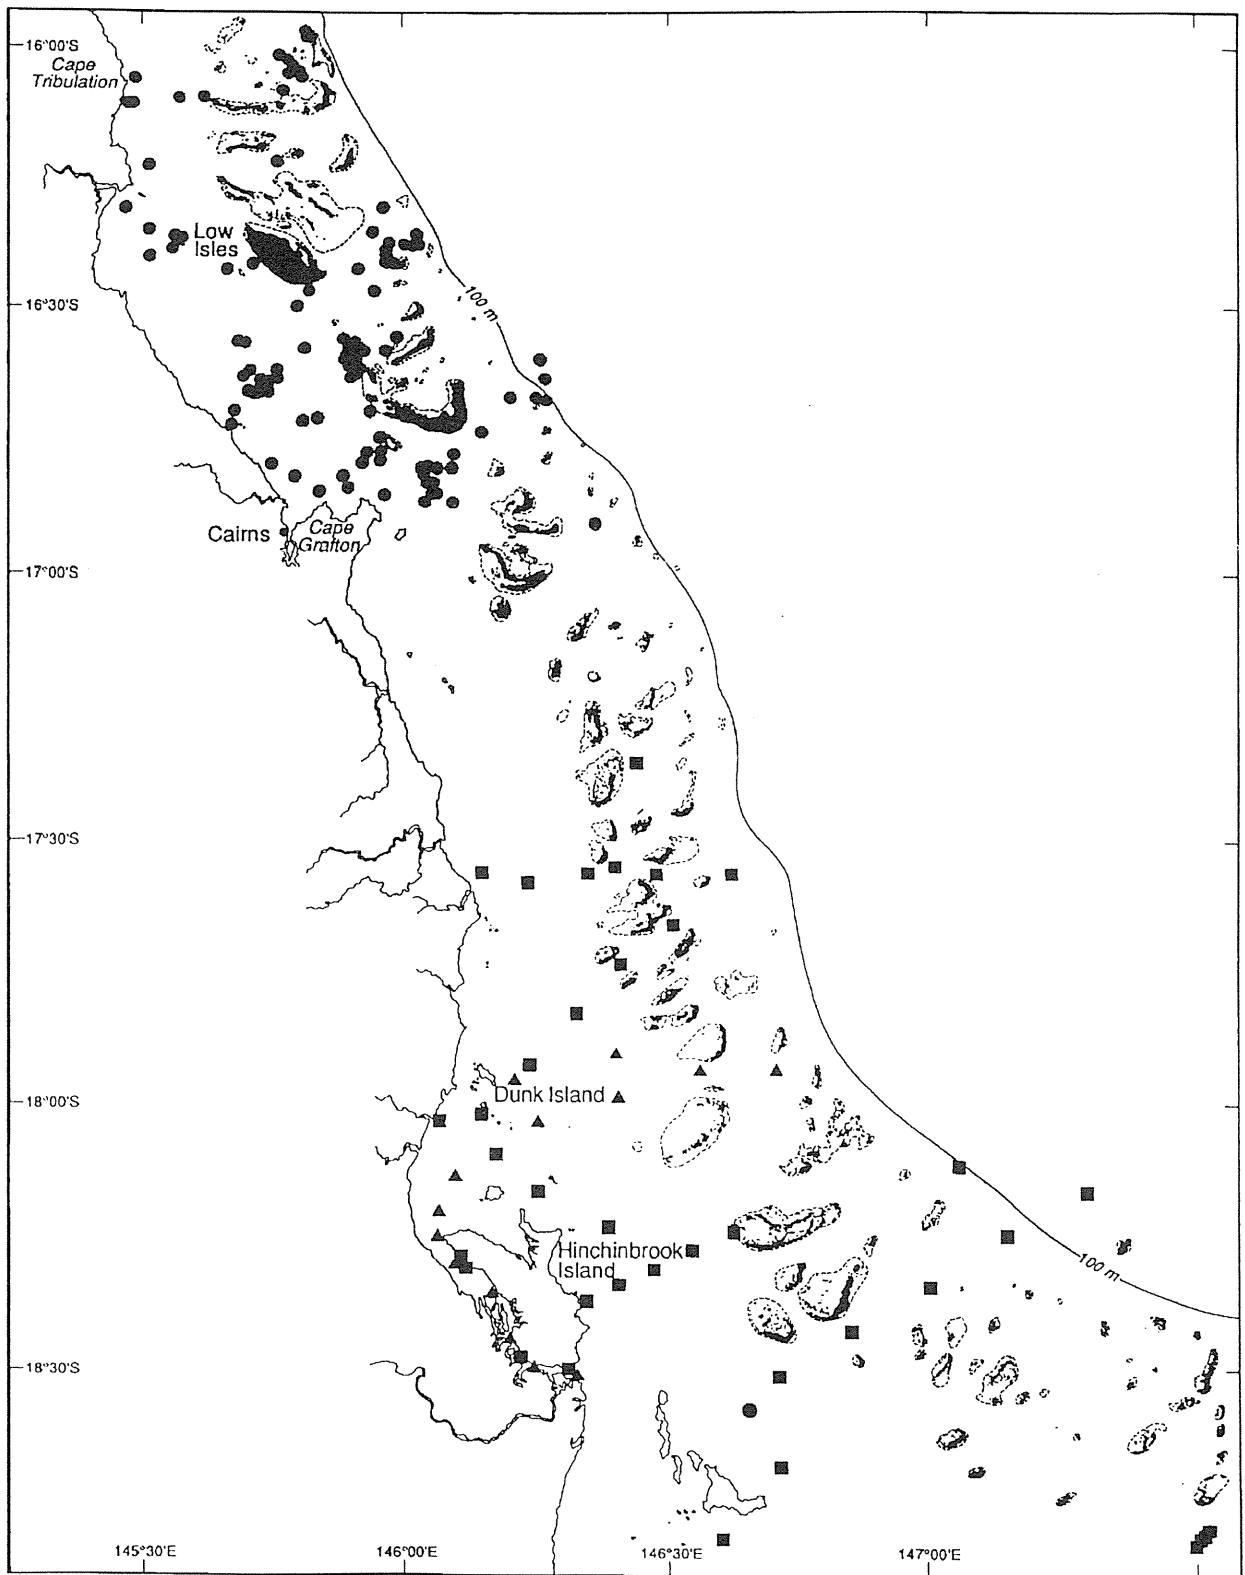 16°00'S
Cape
Tribulation
Low
Isles
16°30'S
100 m
Cairns
Cape
Grafton
17°00'S
17°30'S
Dunk Island
18°00'S
Hinchinbrook
Island
100 m
18°30'S
145°30'E
146°00'E
146°30'E
147°00'E